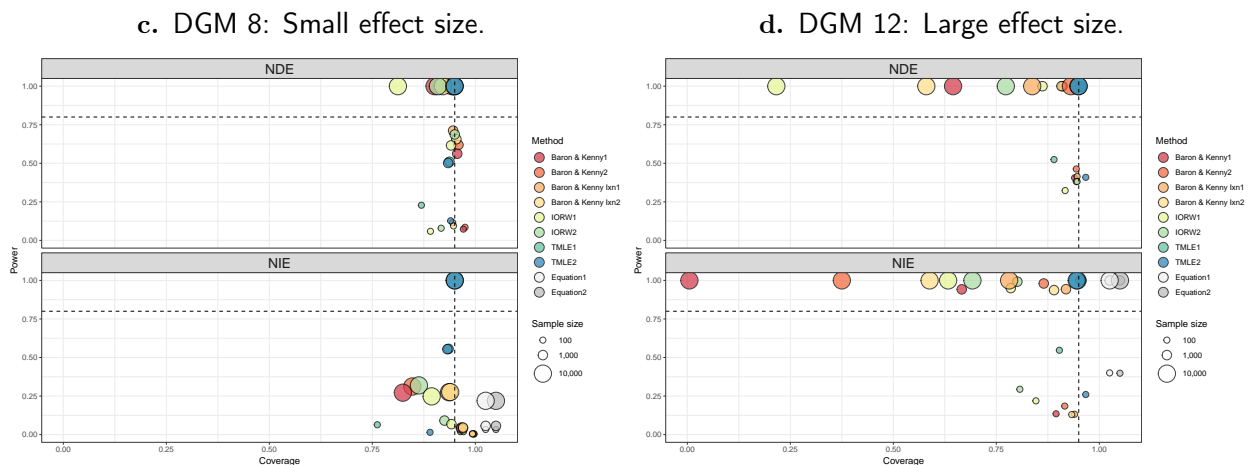 c. DGM 8: Small effect size.
NDE
1.00
0.75
0.50
0.25
0.00
Power
NIE
1.00
0.75
0.50
0.25
0.00
0.00 0.25 0.50 0.75 1.00
Coverage
Method
Baron & Kenny1
Baron & Kenny2
Baron & Kenny Ixn1
Baron & Kenny Ixn2
IORW1
IORW2
TMLE1
TMLE2
Equation1
Equation2
Sample size
100
1,000
10,000
d. DGM 12: Large effect size.
NDE
1.00
0.75
0.50
0.25
0.00
Power
NIE
1.00
0.75
0.50
0.25
0.00
0.00 0.25 0.50 0.75 1.00
Coverage
Method
Baron & Kenny1
Baron & Kenny2
Baron & Kenny Ixn1
Baron & Kenny Ixn2
IORW1
IORW2
TMLE1
TMLE2
Equation1
Equation2
Sample size
100
1,000
10,000